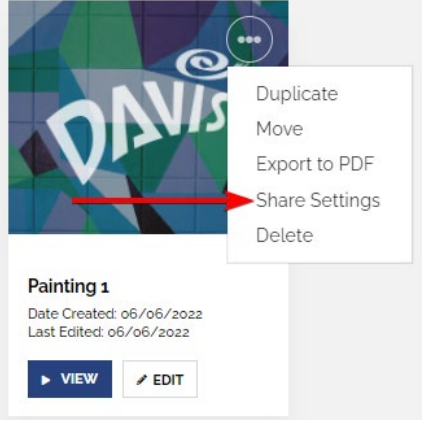 DAVIS
Duplicate
Move
Export to PDF
Share Settings
Delete
Painting 1
Date Created: 06/06/2022
Last Edited: 06/06/2022
VIEW
EDIT